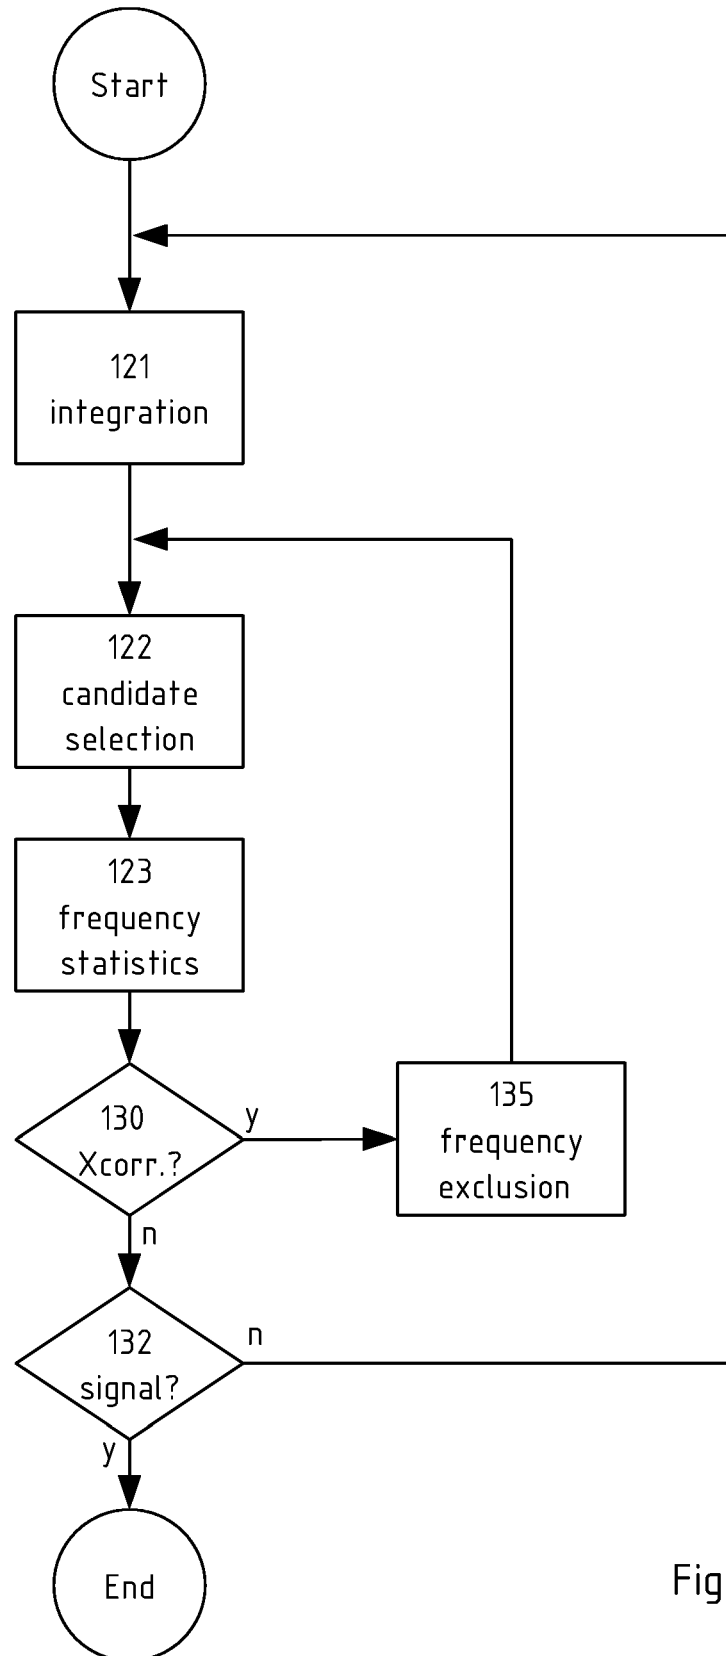 Start
121
integration
122
candidate
selection
123
frequency
statistics
130
Xcorr.?
y
135
frequency
exclusion
n
132
signal?
n
y
End
Fig